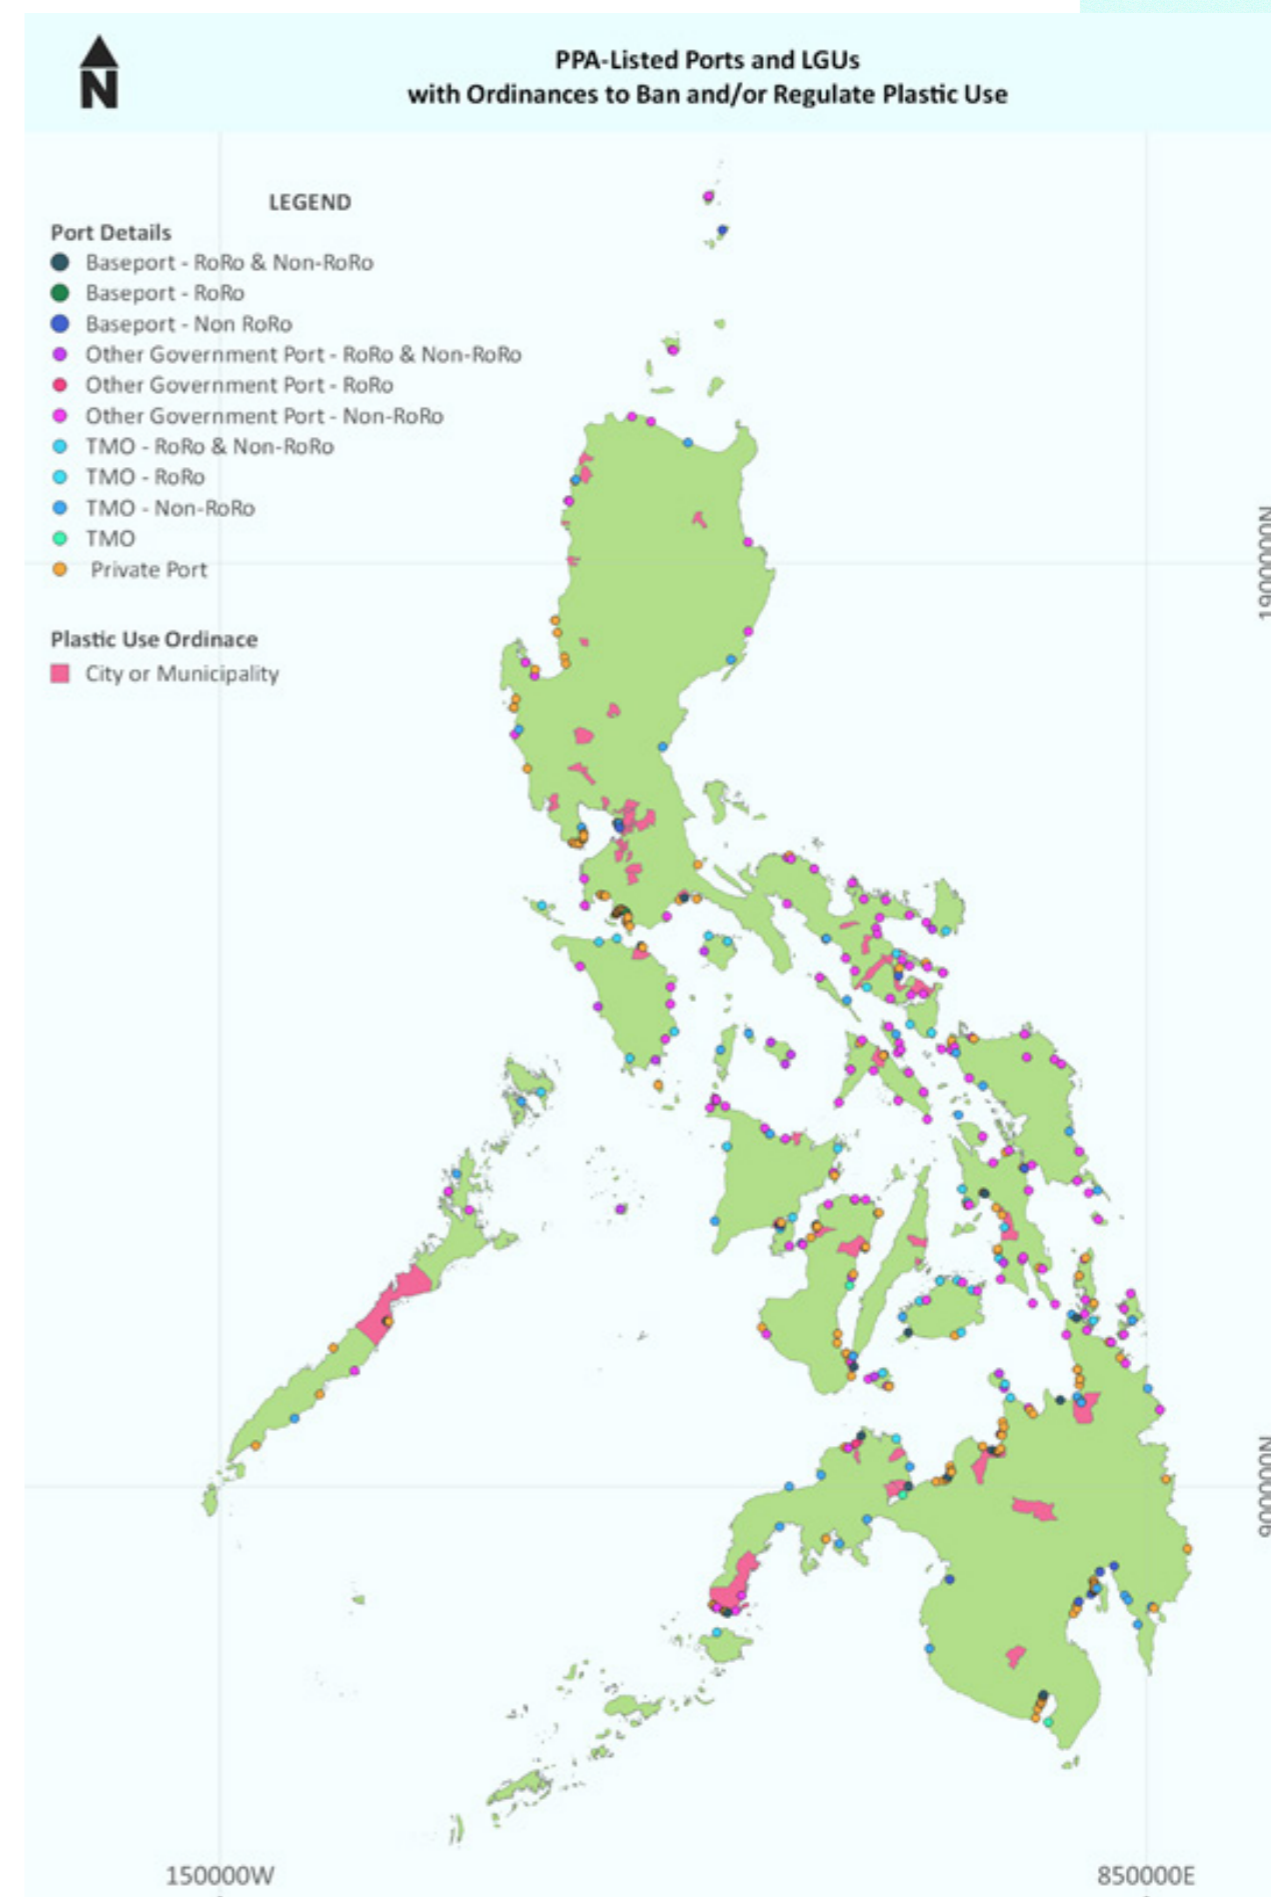 PPA-Listed Ports and LGUs
with Ordinances to Ban and/or Regulate Plastic Use
N
LEGEND
Port Details
Baseport - RoRo & Non-RoRo
Baseport - RoRo
Baseport - Non RoRo
Other Government Port - RoRo & Non-RoRo
Other Government Port - RoRo
Other Government Port - Non-RoRo
TMO - RoRo & Non-RoRo
TMO - RoRo
TMO - Non-RoRo
TMO
Private Port
Plastic Use Ordinace
City or Municipality
1900000N
900000N
150000W
850000E